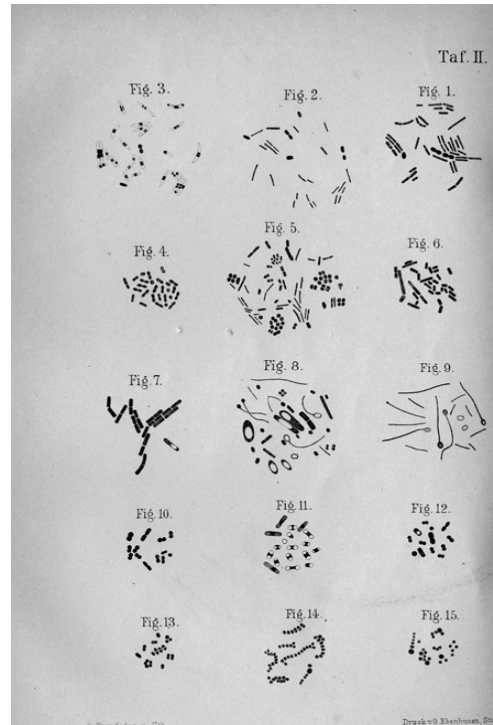 Taf. II.
Fig. 3.
Fig. 2.
Fig. 1.
Fig. 4.
Fig. 5.
Fig. 6.
Fig. 7.
Fig. 8.
Fig. 9.
Fig. 10.
Fig. 11.
Fig. 12.
Fig. 13.
Fig. 14.
Fig. 15.
Druck v. G. Ebenhusen,